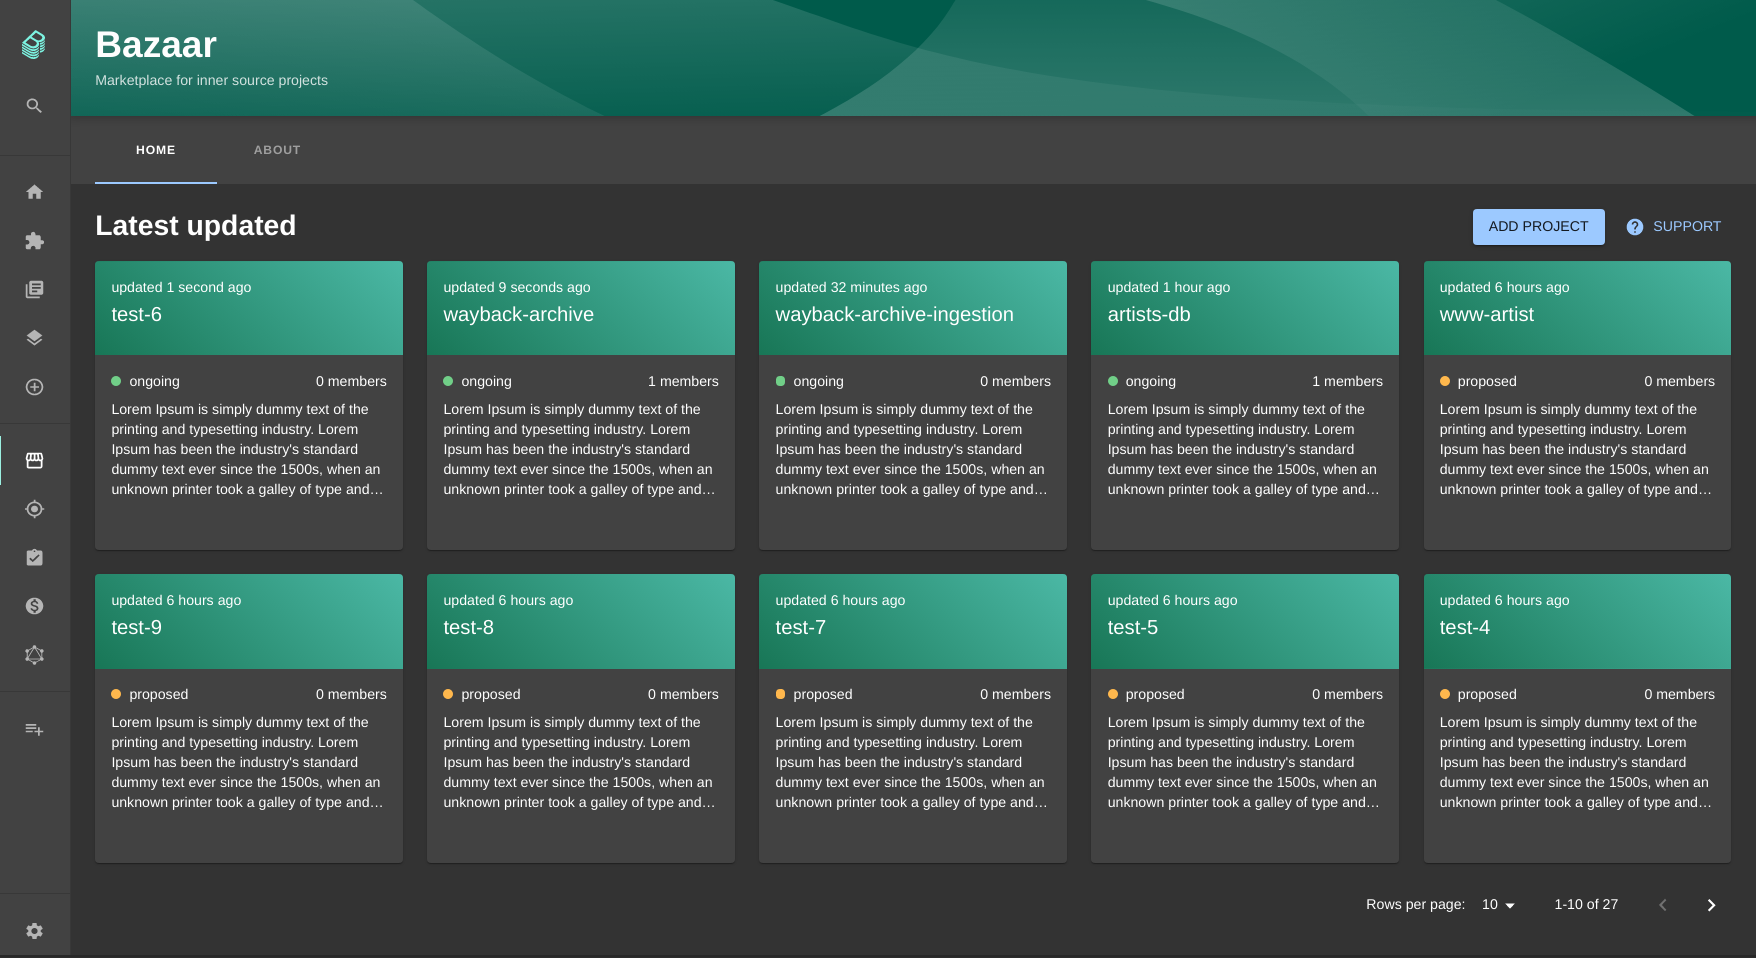 Bazaar
Marketplace for inner source projects
HOME
ABOUT
Latest updated
ADD PROJECT
SUPPORT
updated 1 second ago
test-6
ongoing
0 members
Lorem Ipsum is simply dummy text of the
printing and typesetting industry. Lorem
Ipsum has been the industry's standard
dummy text ever since the 1500s, when an
unknown printer took a galley of type and…
updated 9 seconds ago
wayback-archive
ongoing
1 members
Lorem Ipsum is simply dummy text of the
printing and typesetting industry. Lorem
Ipsum has been the industry's standard
dummy text ever since the 1500s, when an
unknown printer took a galley of type and…
updated 32 minutes ago
wayback-archive-ingestion
ongoing
0 members
Lorem Ipsum is simply dummy text of the
printing and typesetting industry. Lorem
Ipsum has been the industry's standard
dummy text ever since the 1500s, when an
unknown printer took a galley of type and…
updated 1 hour ago
artists-db
ongoing
1 members
Lorem Ipsum is simply dummy text of the
printing and typesetting industry. Lorem
Ipsum has been the industry's standard
dummy text ever since the 1500s, when an
unknown printer took a galley of type and…
updated 6 hours ago
www-artist
proposed
0 members
Lorem Ipsum is simply dummy text of the
printing and typesetting industry. Lorem
Ipsum has been the industry's standard
dummy text ever since the 1500s, when an
unknown printer took a galley of type and…
updated 6 hours ago
test-9
proposed
0 members
Lorem Ipsum is simply dummy text of the
printing and typesetting industry. Lorem
Ipsum has been the industry's standard
dummy text ever since the 1500s, when an
unknown printer took a galley of type and…
updated 6 hours ago
test-8
proposed
0 members
Lorem Ipsum is simply dummy text of the
printing and typesetting industry. Lorem
Ipsum has been the industry's standard
dummy text ever since the 1500s, when an
unknown printer took a galley of type and…
updated 6 hours ago
test-7
proposed
0 members
Lorem Ipsum is simply dummy text of the
printing and typesetting industry. Lorem
Ipsum has been the industry's standard
dummy text ever since the 1500s, when an
unknown printer took a galley of type and…
updated 6 hours ago
test-5
proposed
0 members
Lorem Ipsum is simply dummy text of the
printing and typesetting industry. Lorem
Ipsum has been the industry's standard
dummy text ever since the 1500s, when an
unknown printer took a galley of type and…
updated 6 hours ago
test-4
proposed
0 members
Lorem Ipsum is simply dummy text of the
printing and typesetting industry. Lorem
Ipsum has been the industry's standard
dummy text ever since the 1500s, when an
unknown printer took a galley of type and…
Rows per page: 10 1-10 of 27